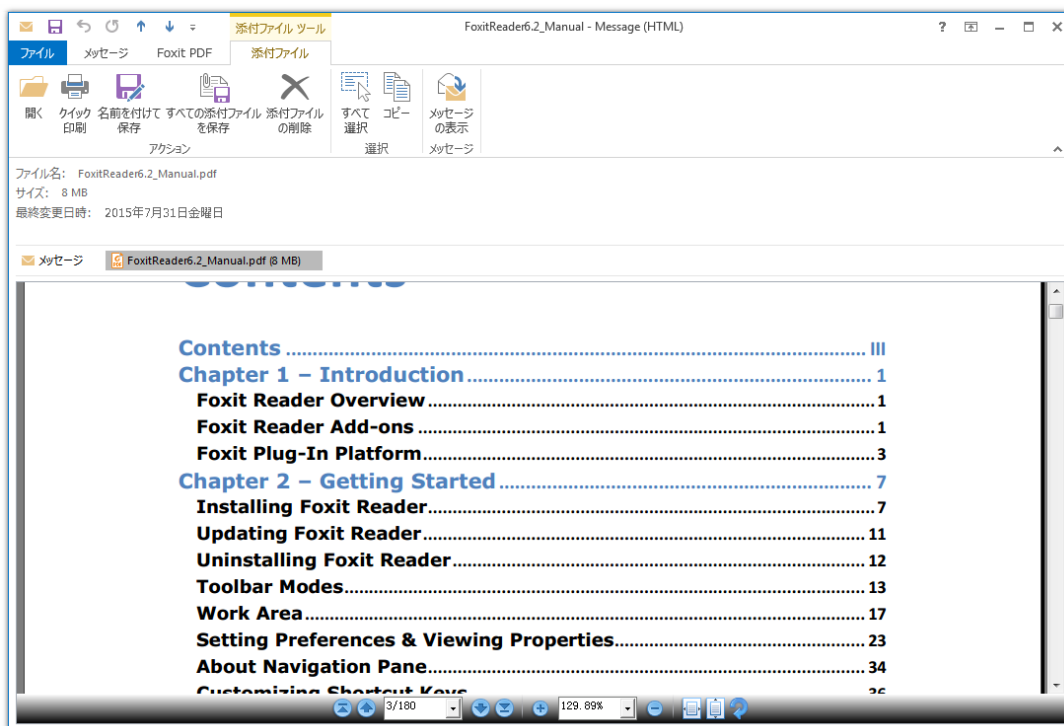 添付ファイル ツール
FoxitReader6.2_Manual - Message (HTML)
ファイル メッセージ Foxit PDF 添付ファイル
開く クイック印刷 名前を付けて保存 すべての添付ファイルを保存 添付ファイルの削除 すべて選択 コピー メッセージの表示
アクション 選択 メッセージ
ファイル名: FoxitReader6.2_Manual.pdf
サイズ: 8 MB
最終変更日時: 2015年7月31日金曜日
メッセージ FoxitReader6.2_Manual.pdf (8 MB)
Contents
Contents ........ III
Chapter 1 – Introduction ........ 1
Foxit Reader Overview ........ 1
Foxit Reader Add-ons ........ 1
Foxit Plug-In Platform ........ 3
Chapter 2 – Getting Started ........ 7
Installing Foxit Reader ........ 7
Updating Foxit Reader ........ 11
Uninstalling Foxit Reader ........ 12
Toolbar Modes ........ 13
Work Area ........ 17
Setting Preferences & Viewing Properties ........ 23
About Navigation Pane ........ 34
Customizing Shortcut Keys ........ 36
3/180 129.89%